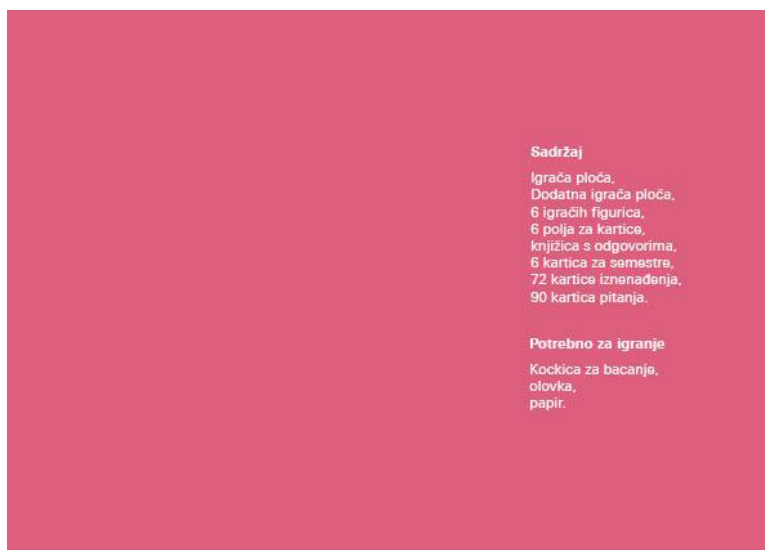 Sadržaj
Igrača ploča,
Dodatna igrača ploča,
6 igračih figurica,
6 polja za kartice,
knjižica s odgovorima,
6 kartica za semestre,
72 kartice iznenađenja,
90 kartica pitanja.
Potrebno za igranje
Kockica za bacanje,
olovka,
papir.